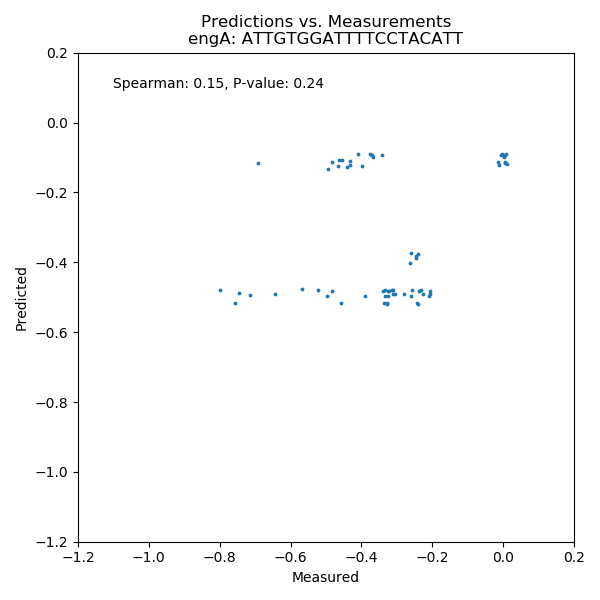 Predictions vs. Measurements
engA: ATTGTGGATTTTCCTACATT
Spearman: 0.15, P-value: 0.24
0.2
0.0
−0.2
−0.4
−0.6
−0.8
−1.0
−1.2
Predicted
−1.2 −1.0 −0.8 −0.6 −0.4 −0.2 0.0 0.2
Measured